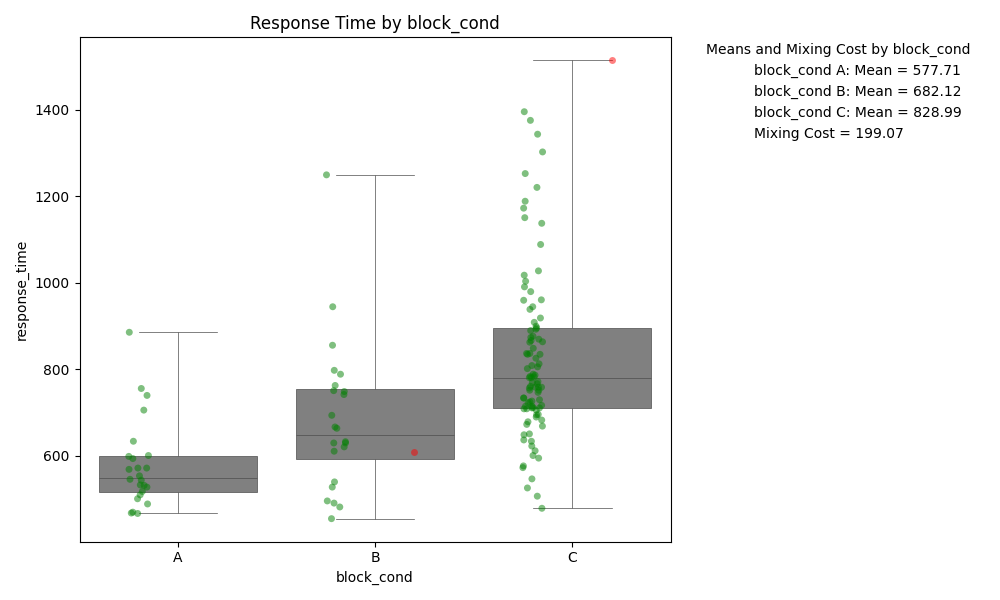 Response Time by block_cond
Means and Mixing Cost by block_cond
block_cond A: Mean = 577.71
block_cond B: Mean = 682.12
block_cond C: Mean = 828.99
Mixing Cost = 199.07
response_time
1400
1200
1000
800
600
A B C
block_cond